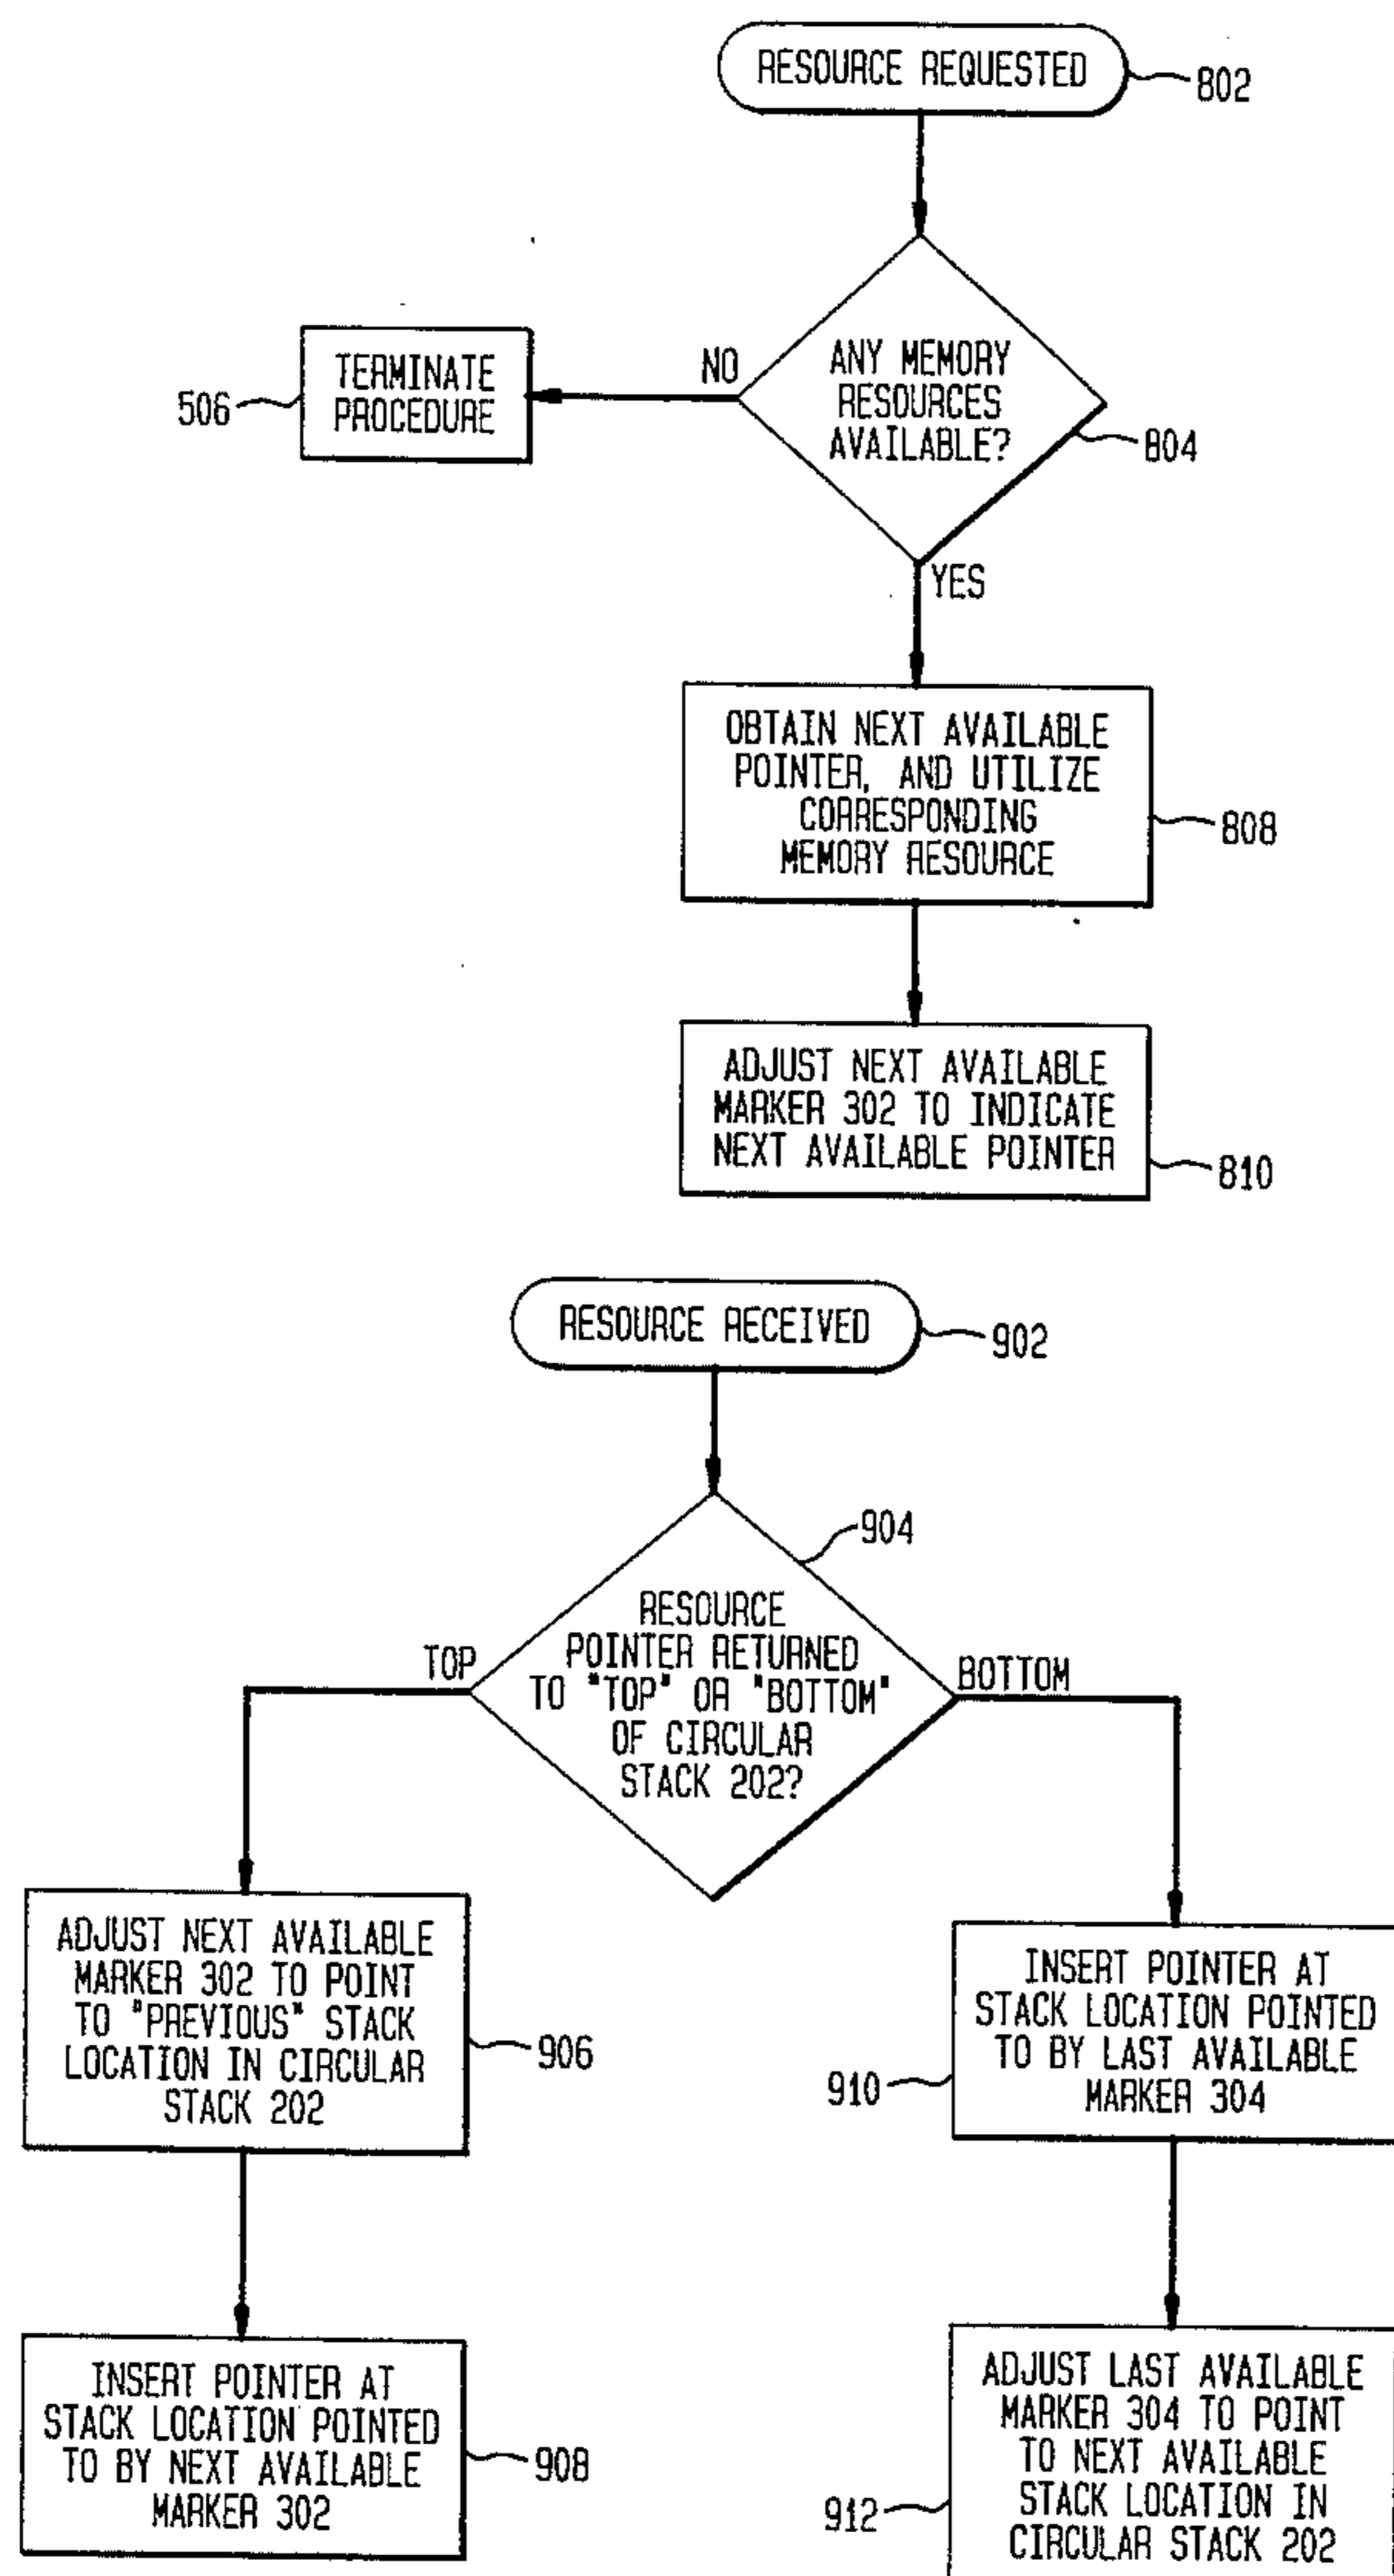 RESOURCE REQUESTED
802
ANY MEMORY
RESOURCES
AVAILABLE?
804
NO
TERMINATE
PROCEDURE
506
YES
OBTAIN NEXT AVAILABLE
POINTER, AND UTILIZE
CORRESPONDING
MEMORY RESOURCE
808
ADJUST NEXT AVAILABLE
MARKER 302 TO INDICATE
NEXT AVAILABLE POINTER
810
RESOURCE RECEIVED
902
904
RESOURCE
POINTER RETURNED
TO "TOP" OR "BOTTOM"
OF CIRCULAR
STACK 202?
TOP
BOTTOM
ADJUST NEXT AVAILABLE
MARKER 302 TO POINT
TO "PREVIOUS" STACK
LOCATION IN CIRCULAR
STACK 202
906
INSERT POINTER AT
STACK LOCATION POINTED
TO BY NEXT AVAILABLE
MARKER 302
908
INSERT POINTER AT
STACK LOCATION POINTED
TO BY LAST AVAILABLE
MARKER 304
910
ADJUST LAST AVAILABLE
MARKER 304 TO POINT
TO NEXT AVAILABLE
STACK LOCATION IN
CIRCULAR STACK 202
912